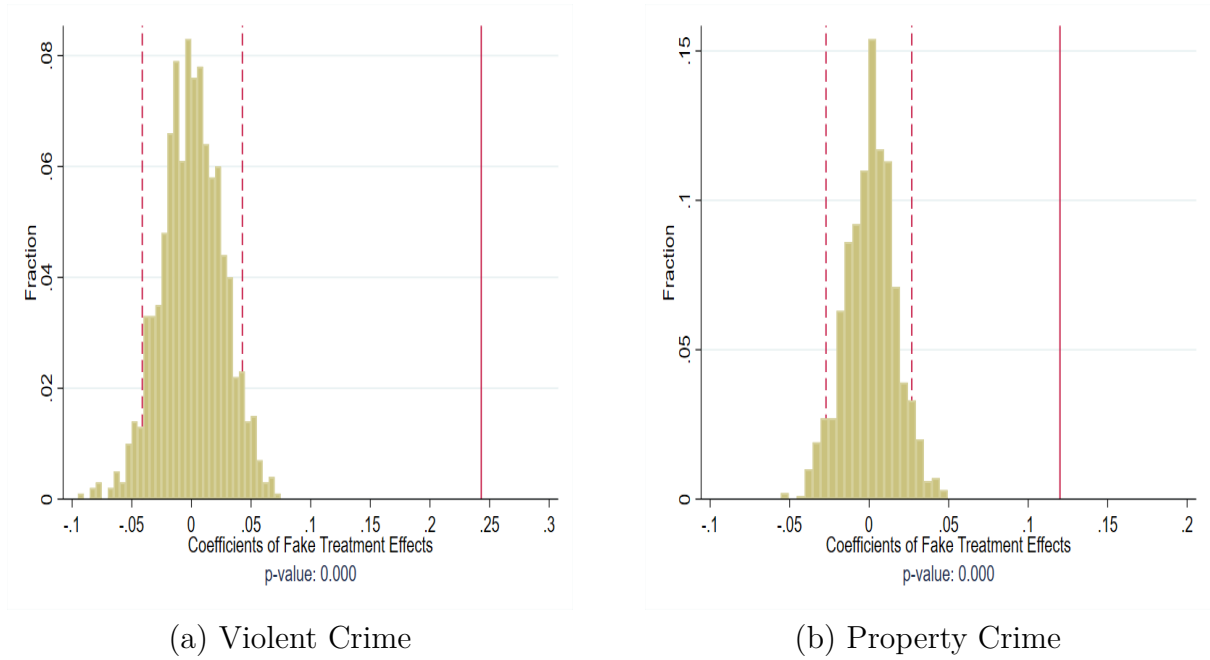 Fraction
0 .02 .04 .06 .08
-.1 -.05 0 .05 .1 .15 .2 .25 .3
Coefficients of Fake Treatment Effects
p-value: 0.000
(a) Violent Crime
Fraction
0 .05 .1 .15
-.1 -.05 0 .05 .1 .15 .2
Coefficients of Fake Treatment Effects
p-value: 0.000
(b) Property Crime